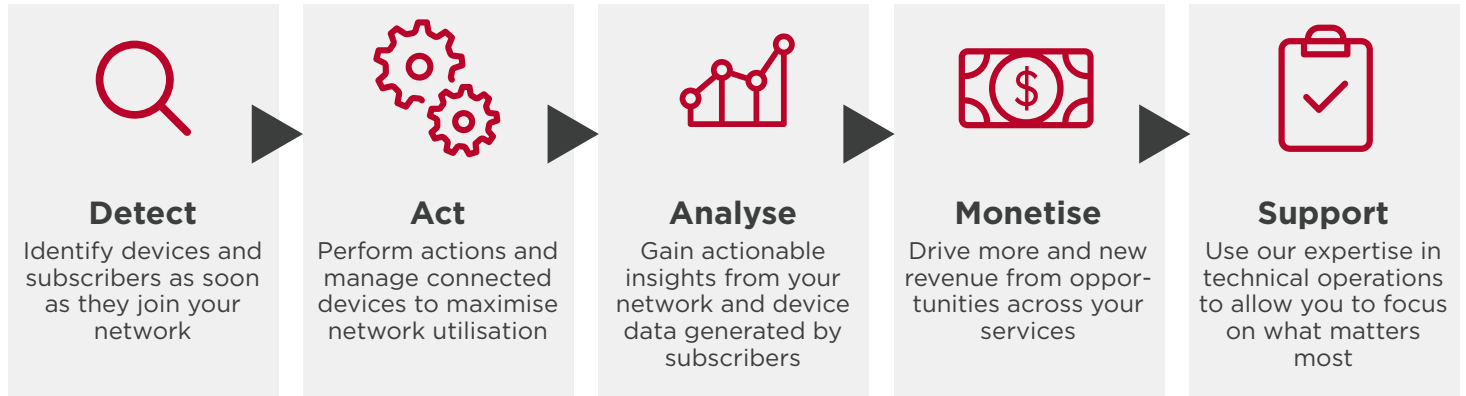 Detect
Identify devices and
subscribers as soon
as they join your
network
Act
Perform actions and
manage connected
devices to maximise
network utilisation
Analyse
Gain actionable
insights from your
network and device
data generated by
subscribers
$
Monetise
Drive more and new
revenue from oppor-
tunities across your
services
Support
Use our expertise in
technical operations
to allow you to focus
on what matters
most